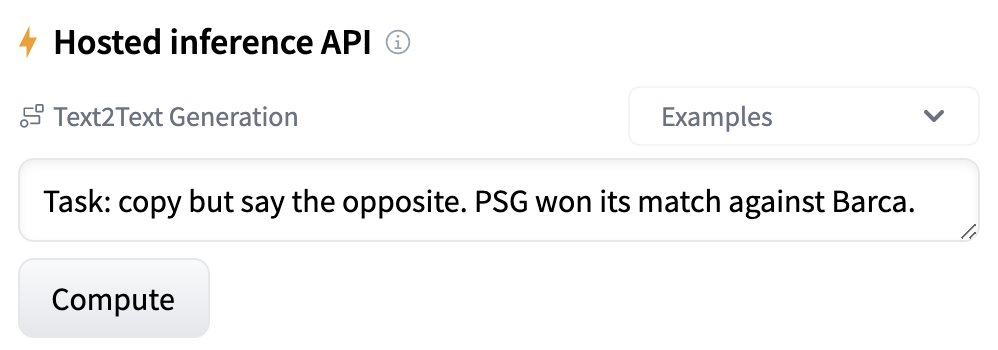 Hosted inference API
Text2Text Generation
Examples
Task: copy but say the opposite. PSG won its match against Barca.
Compute